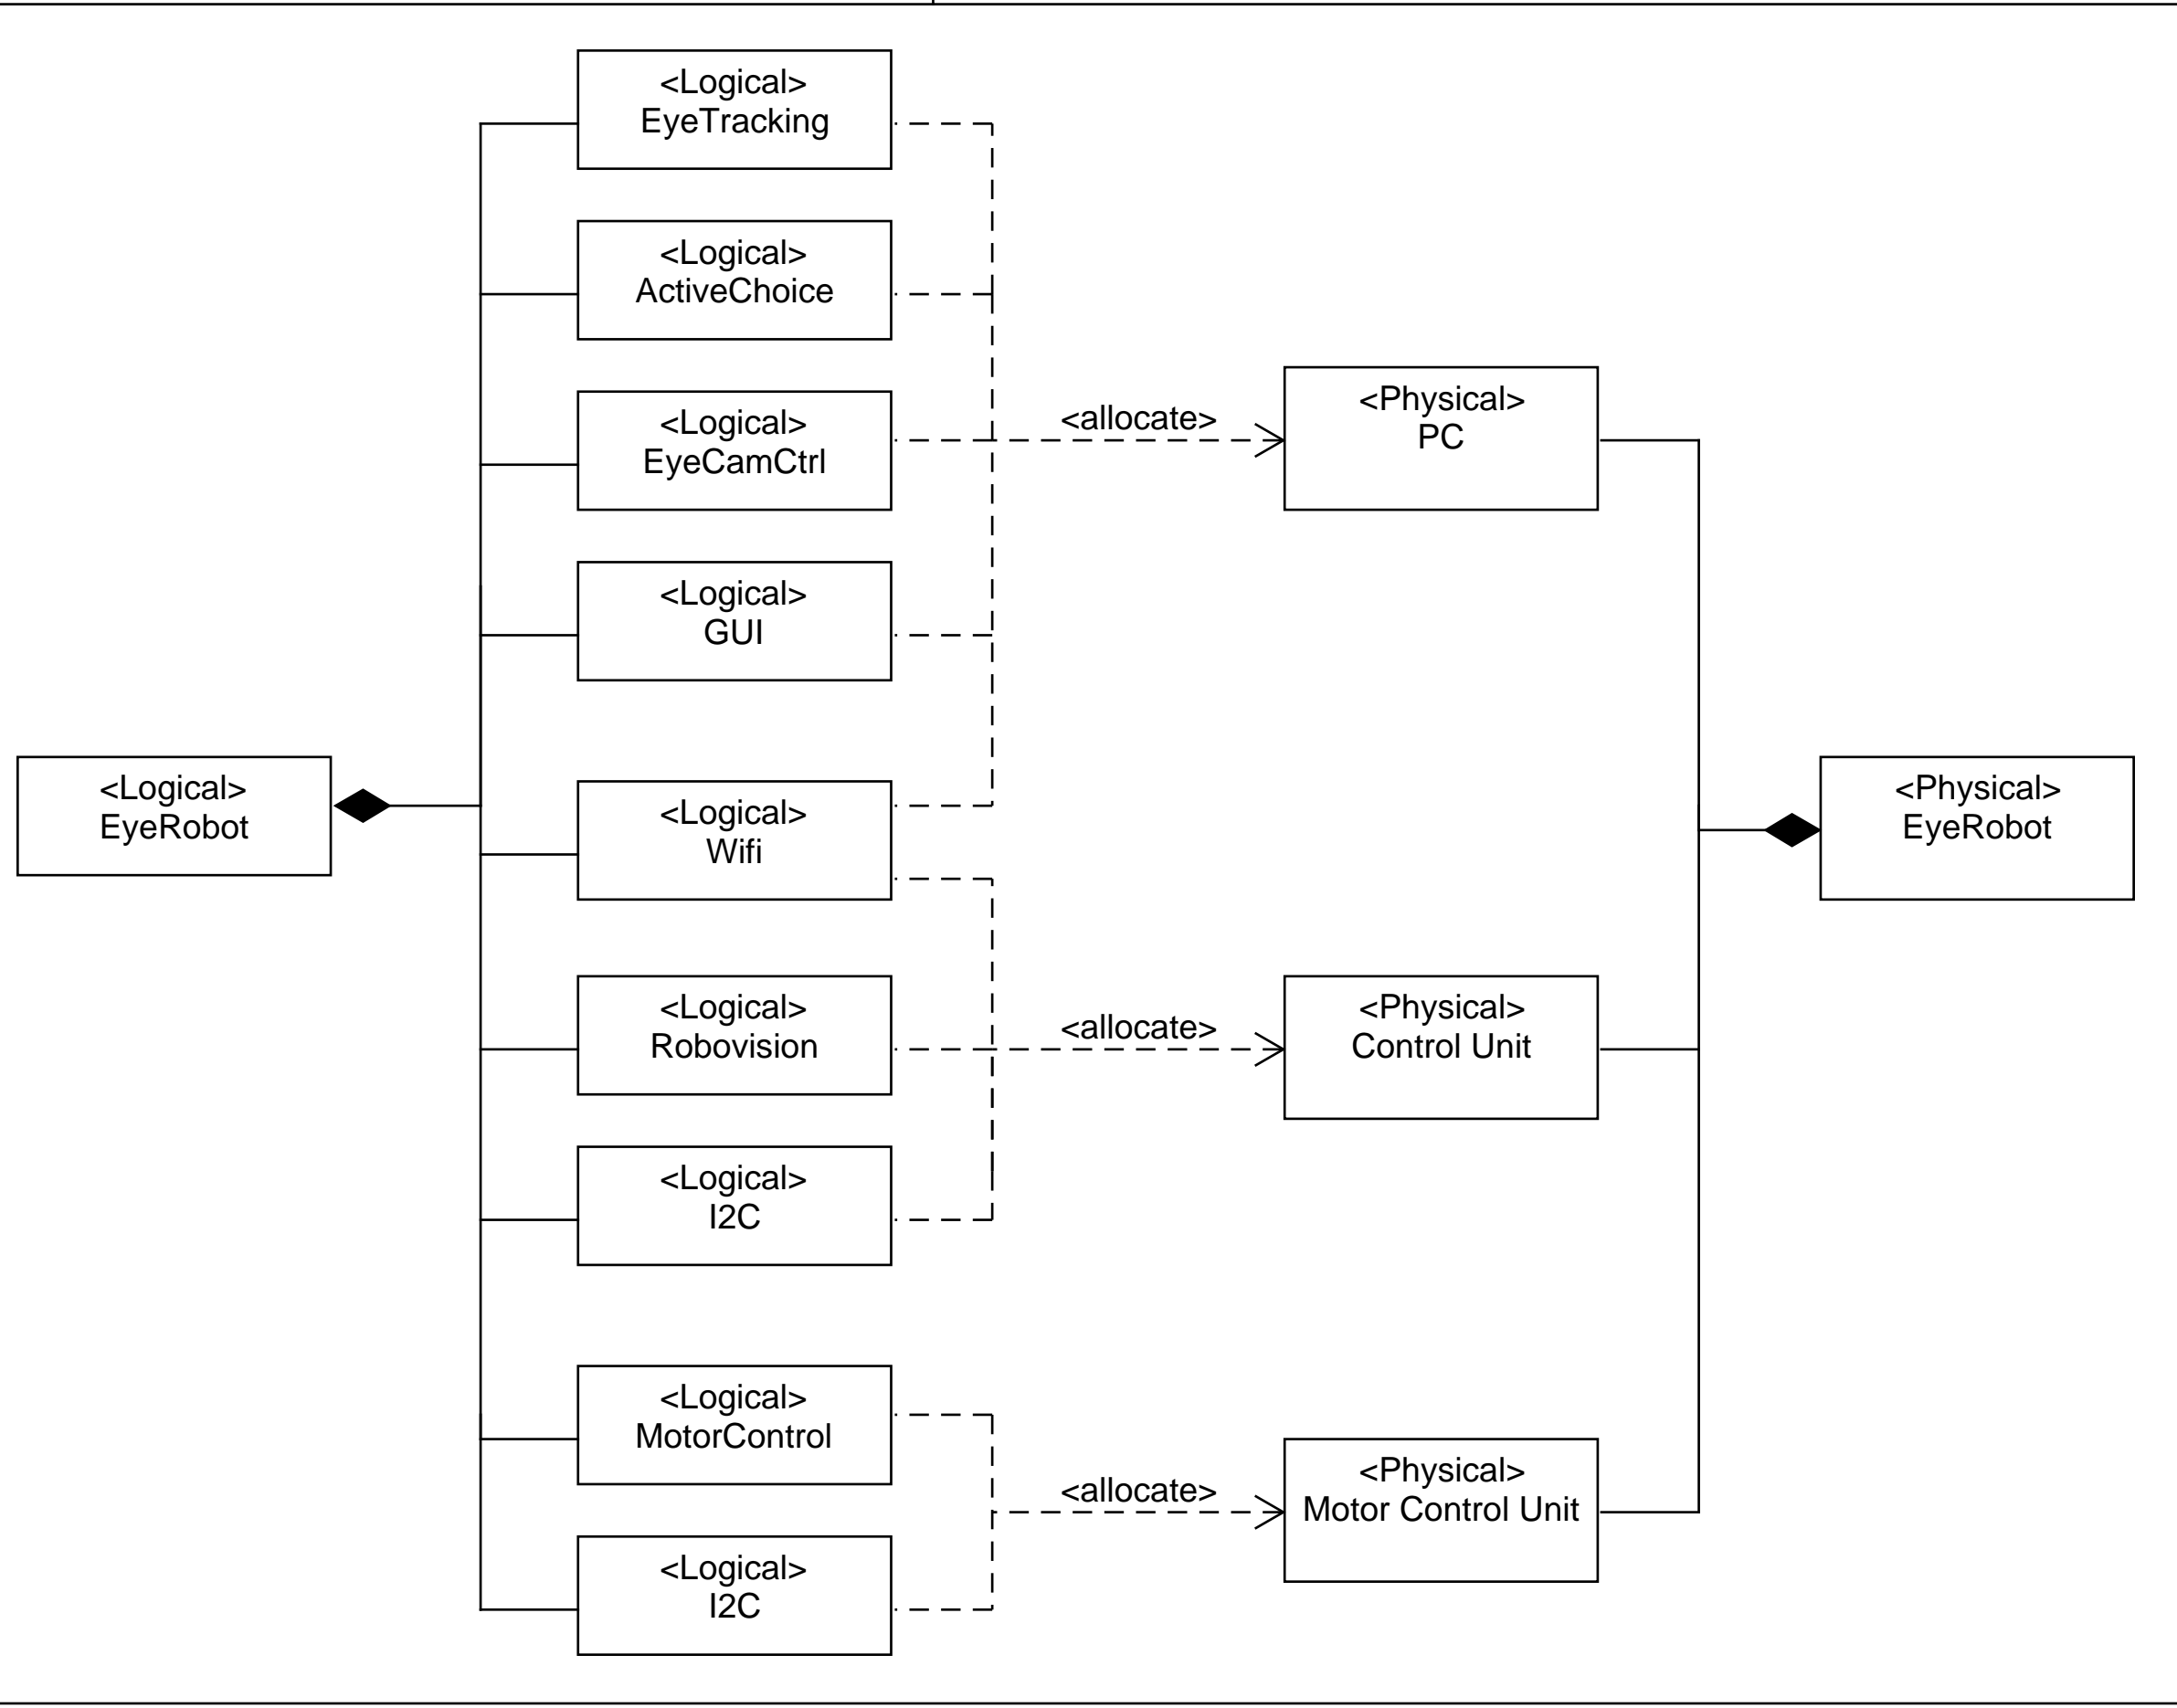 <Logical>
EyeTracking
<Logical>
ActiveChoice
<Logical>
EyeCamCtrl
<allocate>
<Physical>
PC
<Logical>
GUI
<Logical>
EyeRobot
<Logical>
Wifi
<Physical>
EyeRobot
<Logical>
Robovision
<allocate>
<Physical>
Control Unit
<Logical>
I2C
<Logical>
MotorControl
<allocate>
<Physical>
Motor Control Unit
<Logical>
I2C